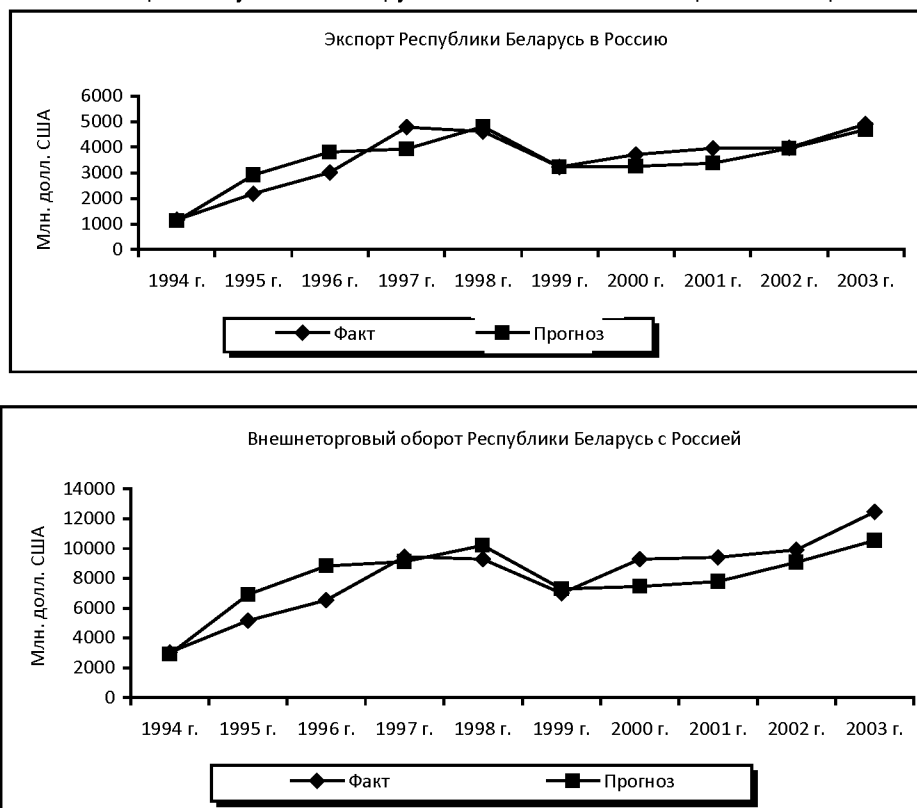 Экспорт Республики Беларусь в Россию
Млн. долл. США
6000
5000
4000
3000
2000
1000
0
1994 г. 1995 г. 1996 г. 1997 г. 1998 г. 1999 г. 2000 г. 2001 г. 2002 г. 2003 г.
Факт Прогноз
Внешнеторговый оборот Республики Беларусь с Россией
Млн. долл. США
14000
12000
10000
8000
6000
4000
2000
0
1994 г. 1995 г. 1996 г. 1997 г. 1998 г. 1999 г. 2000 г. 2001 г. 2002 г. 2003 г.
Факт Прогноз